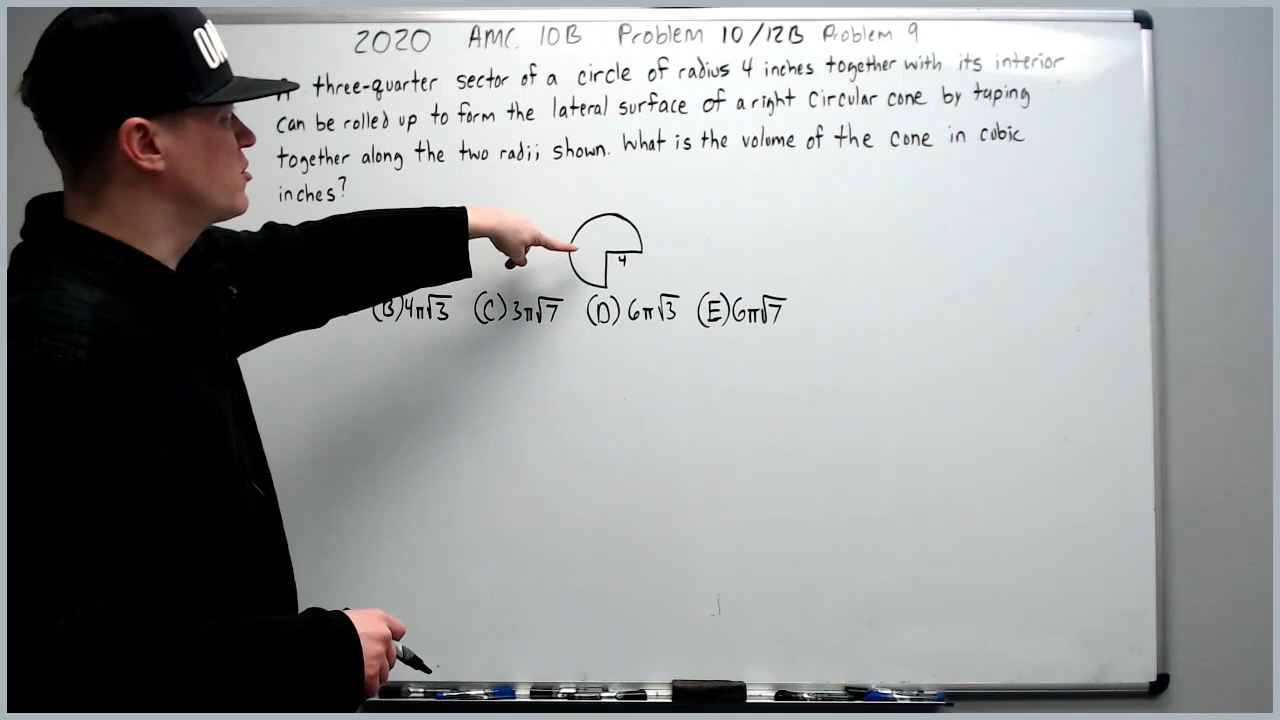 2020 AMC 10B Problem 10/12B Problem 9
three-quarter sector of a circle of radius 4 inches together with its interior
can be rolled up to form the lateral surface of a right circular cone by taping
together along the two radii shown. What is the volume of the cone in cubic
inches?
4
(B) 4π√3 (C) 3π√7 (D) 6π√3 (E) 6π√7